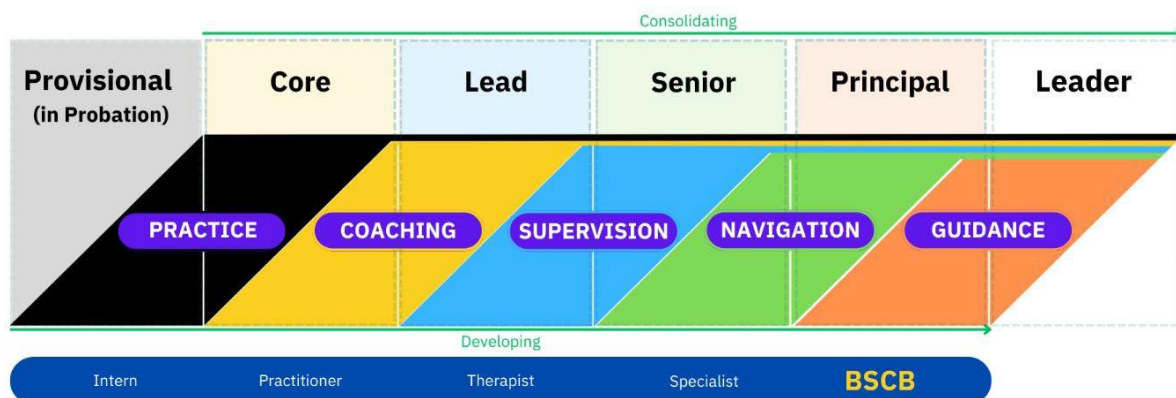 Consolidating
Provisional
(in Probation)
Core
Lead
Senior
Principal
Leader
PRACTICE
COACHING
SUPERVISION
NAVIGATION
GUIDANCE
Developing
Intern
Practitioner
Therapist
Specialist
BSCB